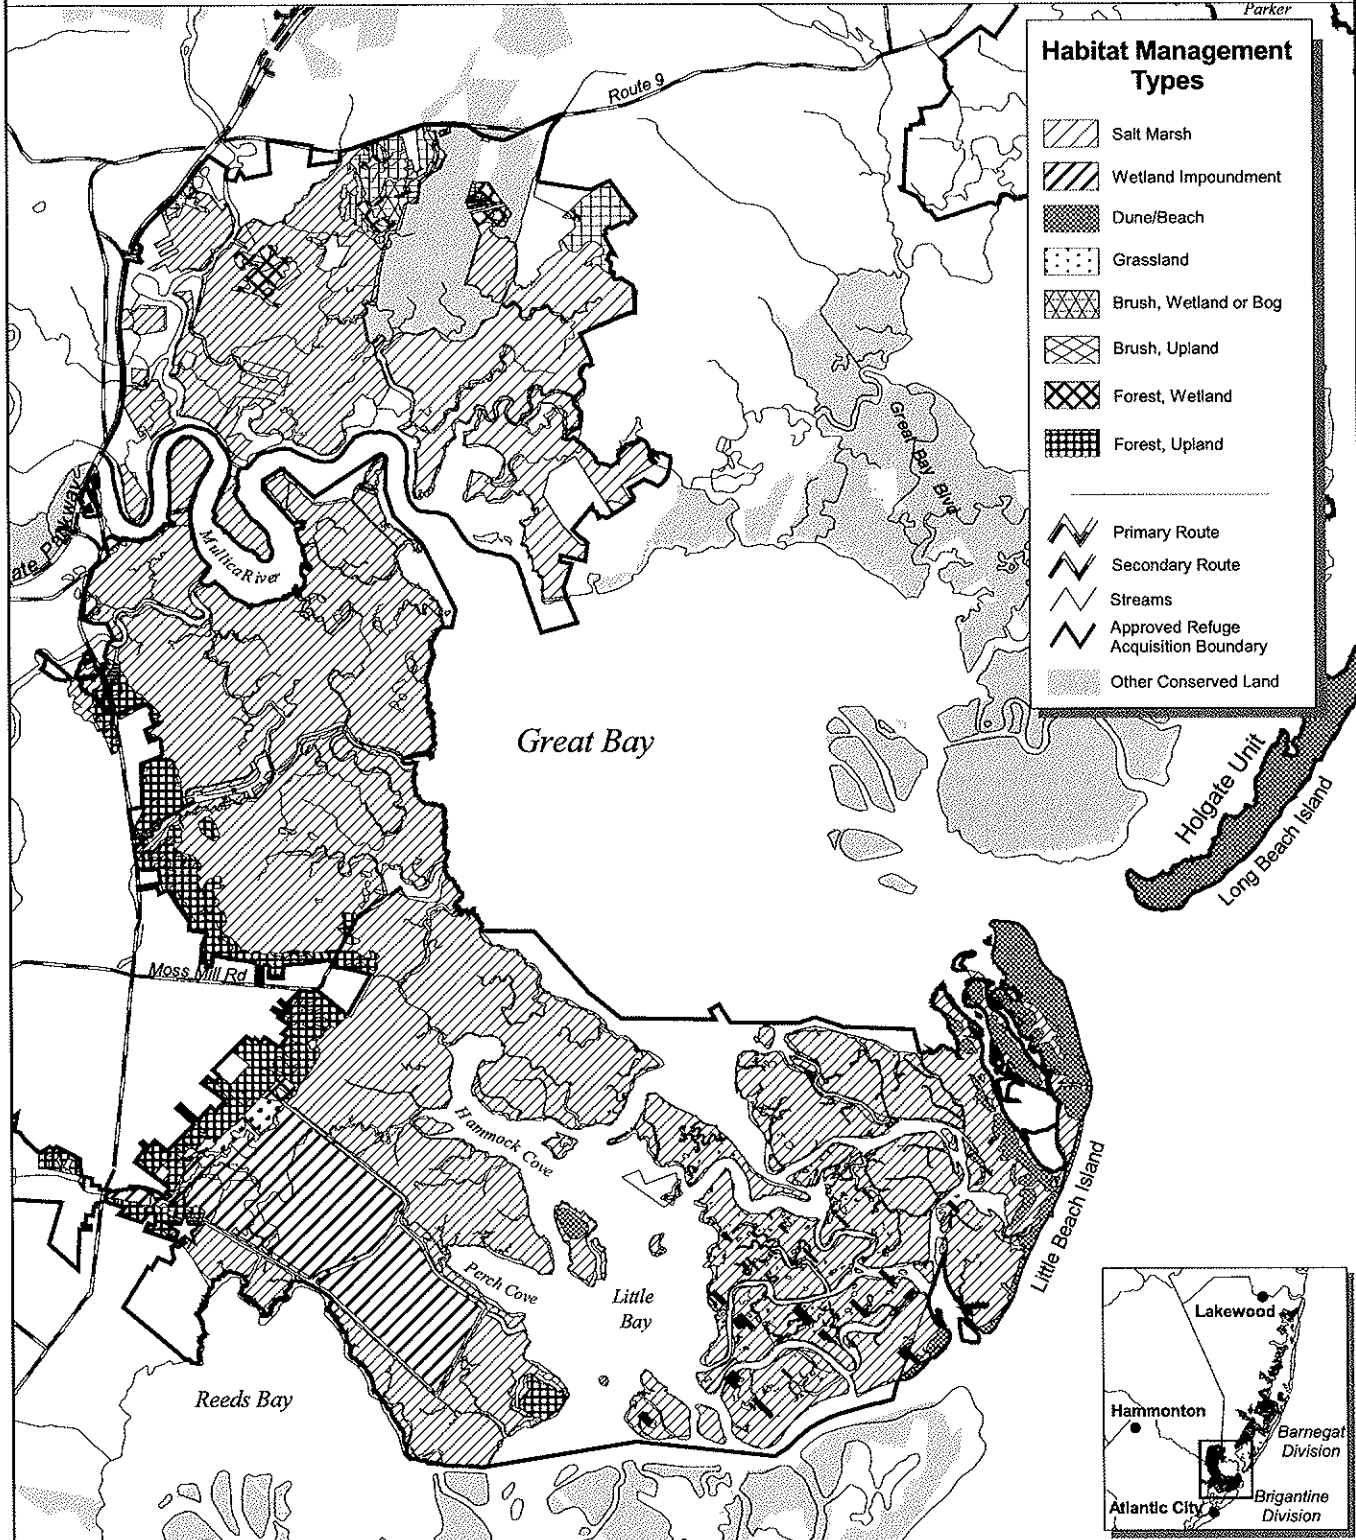 Parker
Habitat Management
Types
Salt Marsh
Wetland Impoundment
Dune/Beach
Grassland
Brush, Wetland or Bog
Brush, Upland
Forest, Wetland
Forest, Upland
Primary Route
Secondary Route
Streams
Approved Refuge
Acquisition Boundary
Other Conserved Land
Route 9
Great Bay Blvd
ate Parkway
Mullica River
Great Bay
Holgate Unit
Long Beach Island
Moss Mill Rd
Hammock Cove
Perch Cove
Little
Bay
Little Beach Island
Reeds Bay
Lakewood
Hammonton
Barnegat
Division
Atlantic City
Brigantine
Division